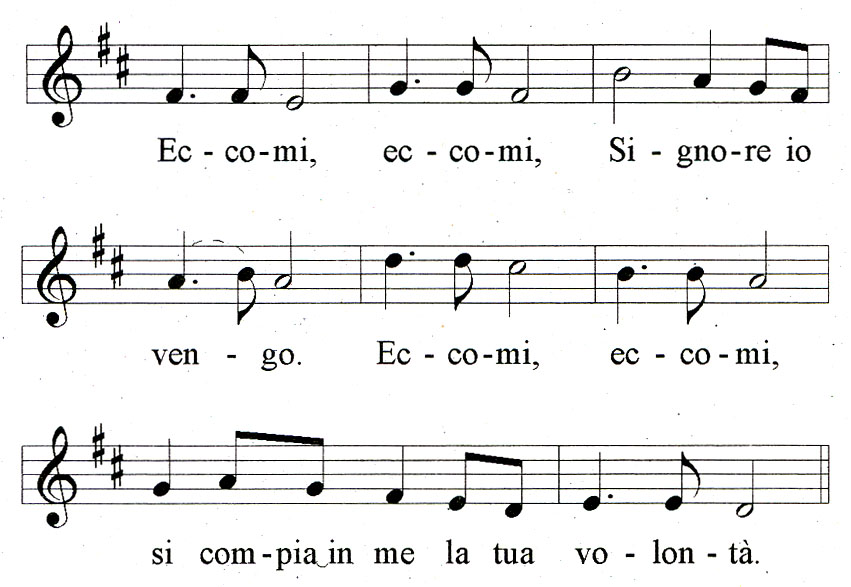 Ec - co - mi, ec - co - mi, Si - gno - re io
ven - go. Ec - co - mi, ec - co - mi,
si com - pia‿in me la tua vo - lon - tà.